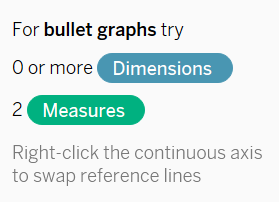 For bullet graphs try
0 or more Dimensions
2 Measures
Right-click the continuous axis
to swap reference lines